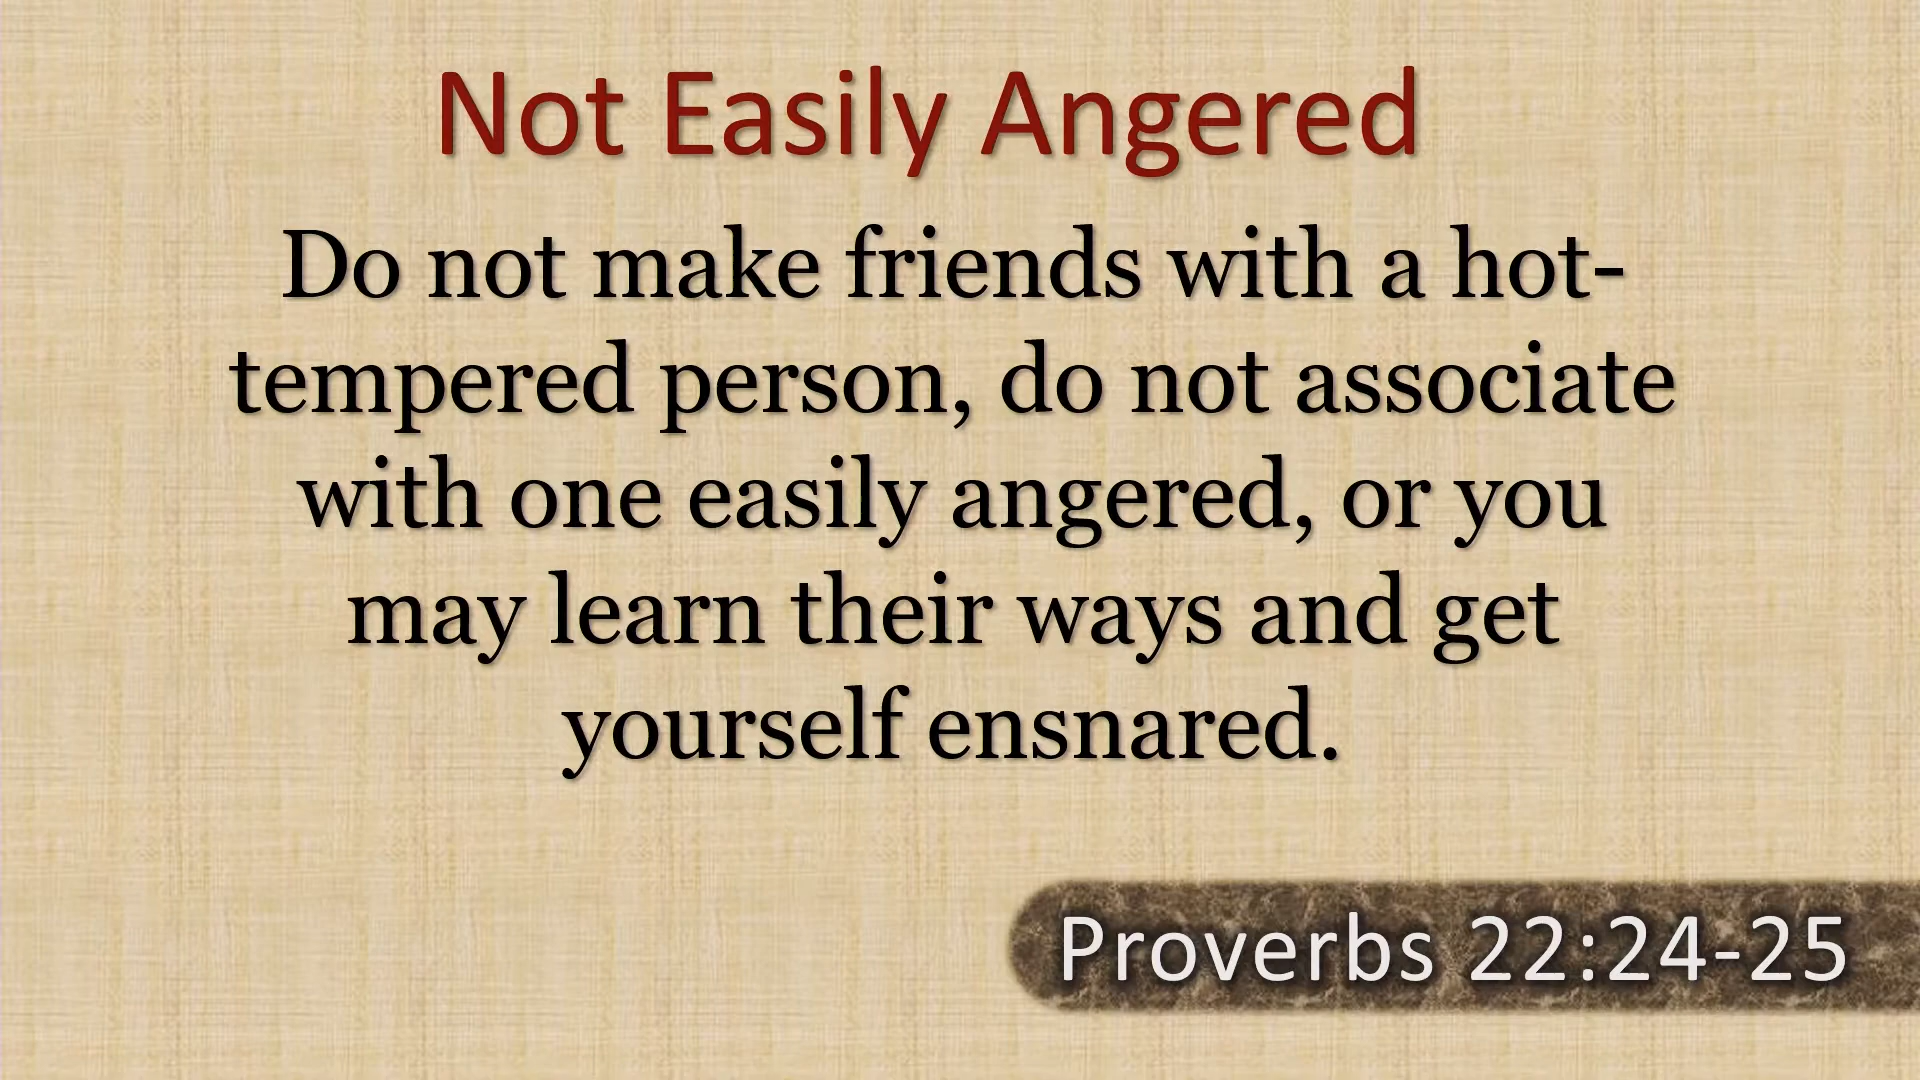 Not Easily Angered
Do not make friends with a hot-
tempered person, do not associate
with one easily angered, or you
may learn their ways and get
yourself ensnared.
Proverbs 22:24-25